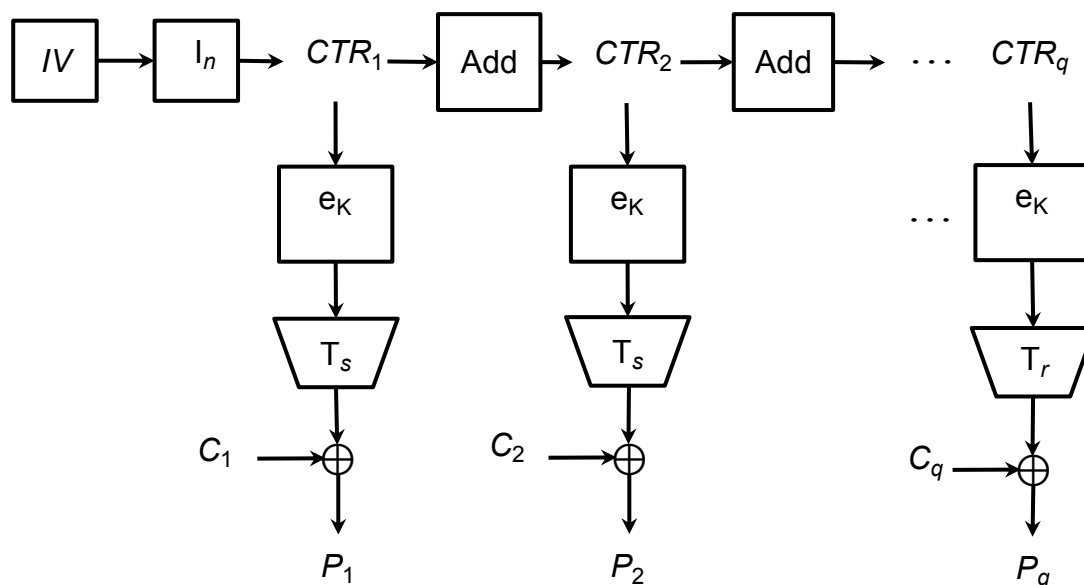 IV I_n CTR_1 Add CTR_2 Add ... CTR_q
e_K e_K ... e_K
T_s T_s T_r
C_1 C_2 C_q
P_1 P_2 P_q